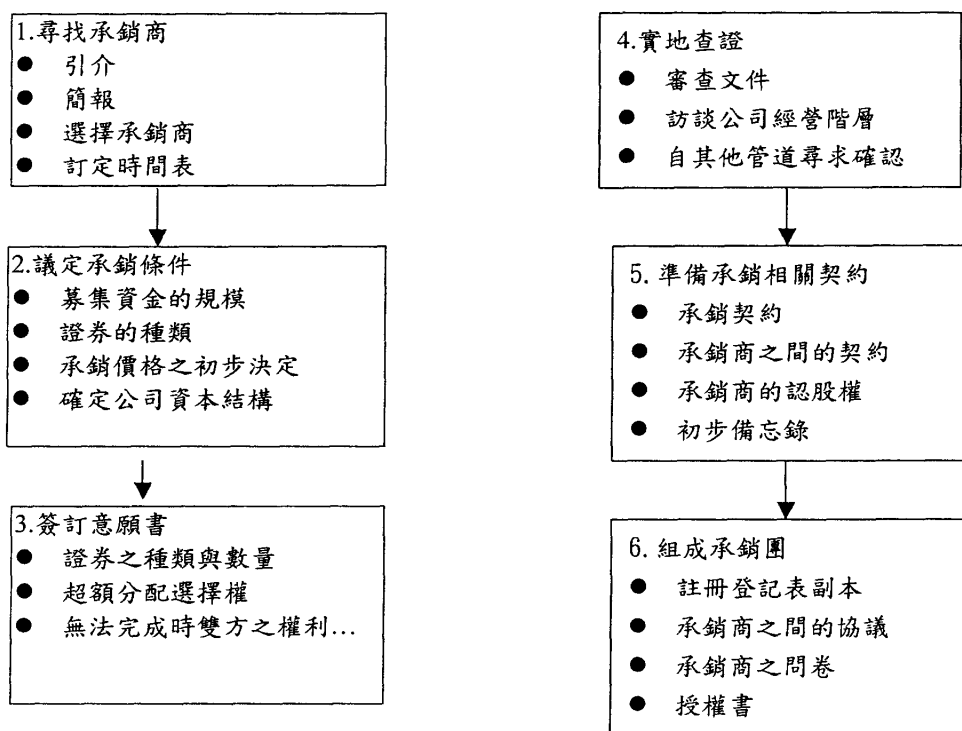 1.尋找承銷商
● 引介
● 簡報
● 選擇承銷商
● 訂定時間表
2.議定承銷條件
● 募集資金的規模
● 證券的種類
● 承銷價格之初步決定
● 確定公司資本結構
3.簽訂意願書
● 證券之種類與數量
● 超額分配選擇權
● 無法完成時雙方之權利…
4.實地查證
● 審查文件
● 訪談公司經營階層
● 自其他管道尋求確認
5.準備承銷相關契約
● 承銷契約
● 承銷商之間的契約
● 承銷商的認股權
● 初步備忘錄
6.組成承銷團
● 註冊登記表副本
● 承銷商之間的協議
● 承銷商之問卷
● 授權書